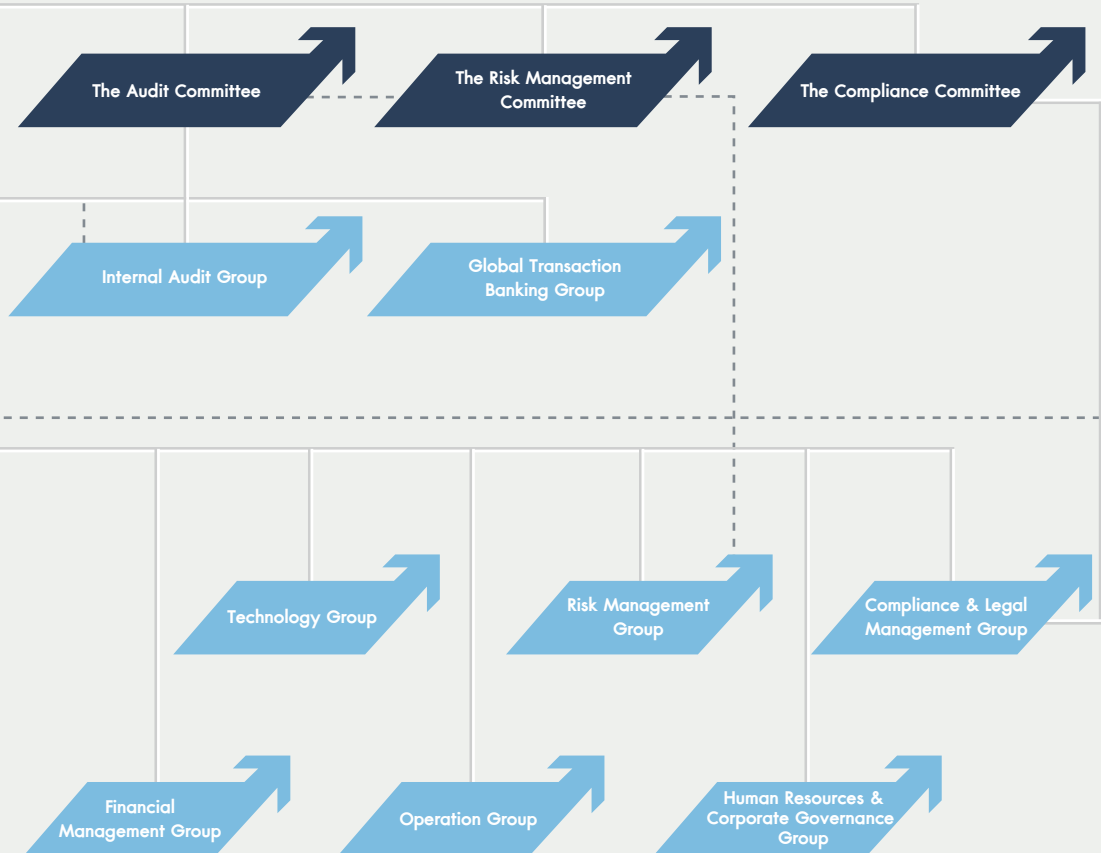 The Audit Committee
The Risk Management
Committee
The Compliance Committee
Internal Audit Group
Global Transaction
Banking Group
Technology Group
Risk Management
Group
Compliance & Legal
Management Group
Financial
Management Group
Operation Group
Human Resources &
Corporate Governance
Group